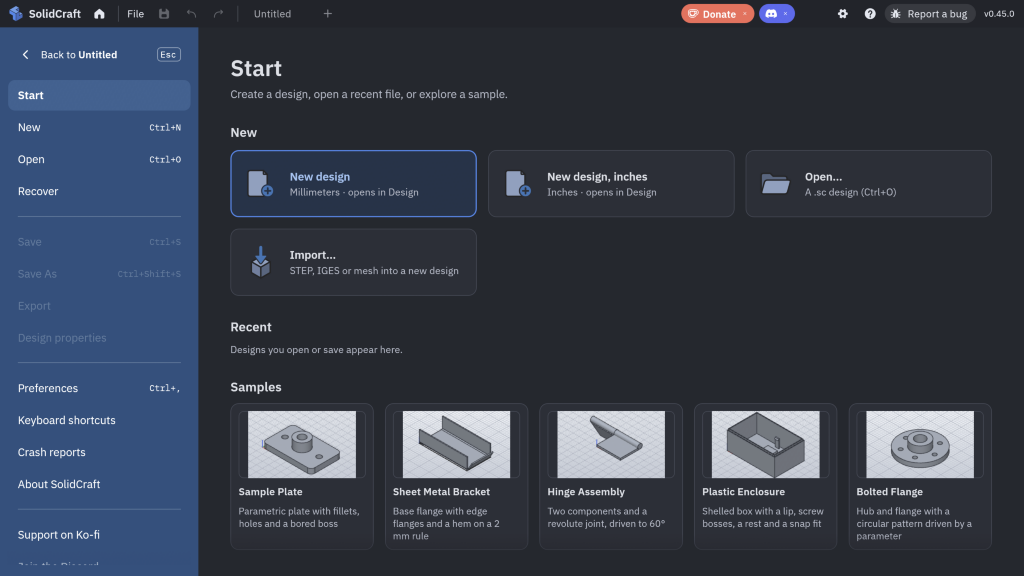 SolidCraft File Untitled + Donate × × Report a bug v0.45.0
Back to Untitled Esc
Start
New Ctrl+N
Open Ctrl+O
Recover
Save Ctrl+S
Save As Ctrl+Shift+S
Export
Design properties
Preferences Ctrl+,
Keyboard shortcuts
Crash reports
About SolidCraft
Support on Ko-fi
Join the Discord
Start
Create a design, open a recent file, or explore a sample.
New
New design
Millimeters · opens in Design
New design, inches
Inches · opens in Design
Open...
A .sc design (Ctrl+O)
Import...
STEP, IGES or mesh into a new design
Recent
Designs you open or save appear here.
Samples
Sample Plate
Parametric plate with fillets,
holes and a bored boss
Sheet Metal Bracket
Base flange with edge
flanges and a hem on a 2
mm rule
Hinge Assembly
Two components and a
revolute joint, driven to 60°
Plastic Enclosure
Shelled box with a lip, screw
bosses, a rest and a snap fit
Bolted Flange
Hub and flange with a
circular pattern driven by a
parameter